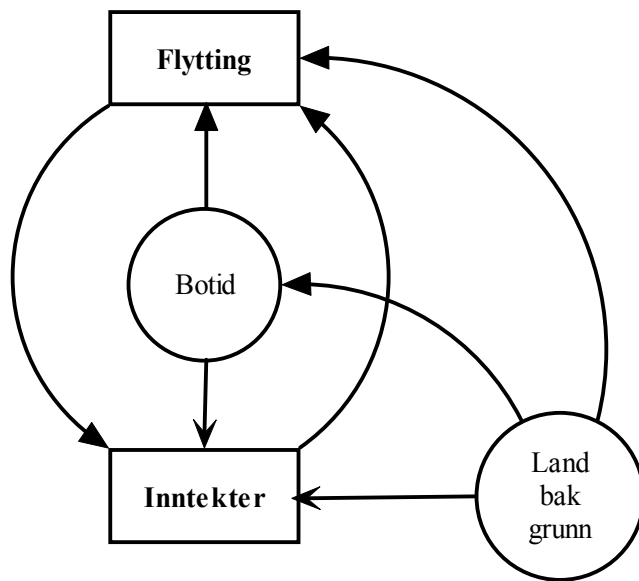 Flytting
Botid
Inntekter
Land
bak
grunn